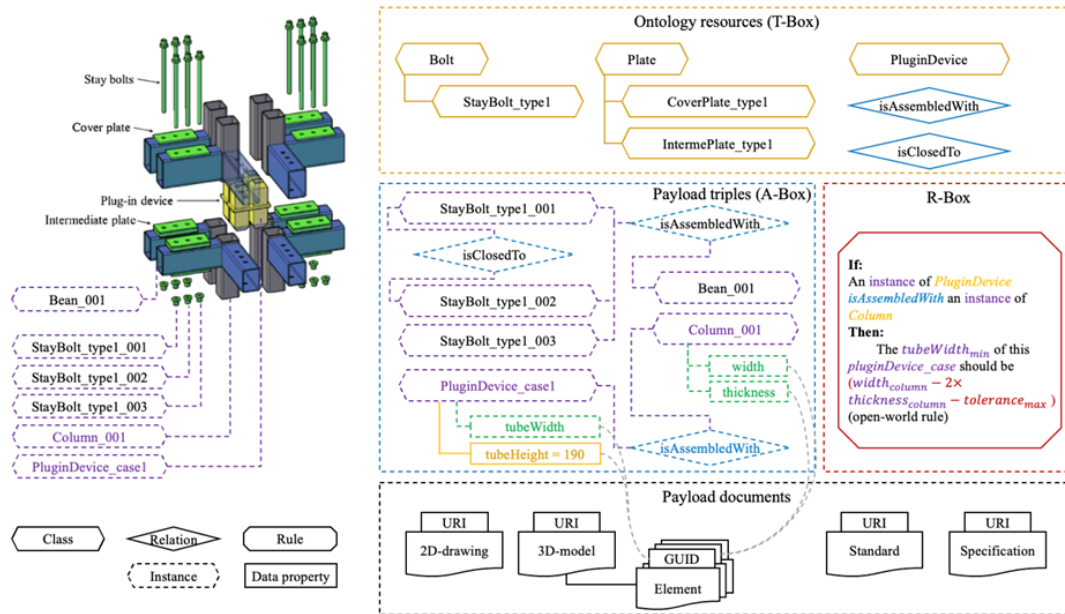 Stay bolts
Cover plate
Plug-in device
Intermediate plate
Bean_001
StayBolt_type1_001
StayBolt_type1_002
StayBolt_type1_003
Column_001
PluginDevice_case1
Class
Relation
Rule
Instance
Data property
Ontology resources (T-Box)
Bolt
Plate
PluginDevice
StayBolt_type1
CoverPlate_type1
isAssembledWith
IntermePlate_type1
isClosedTo
Payload triples (A-Box)
StayBolt_type1_001
isAssembledWith
isClosedTo
StayBolt_type1_002
Bean_001
StayBolt_type1_003
Column_001
width
thickness
PluginDevice_case1
tubeWidth
tubeHeight = 190
isAssembledWith
R-Box
If:
An instance of PluginDevice
isAssembledWith an instance of
Column
Then:
The tubeWidth_min of this
pluginDevice_case should be
(width_column − 2×
thickness_column − tolerance_max )
(open-world rule)
Payload documents
URI
2D-drawing
URI
3D-model
GUID
Element
URI
Standard
URI
Specification